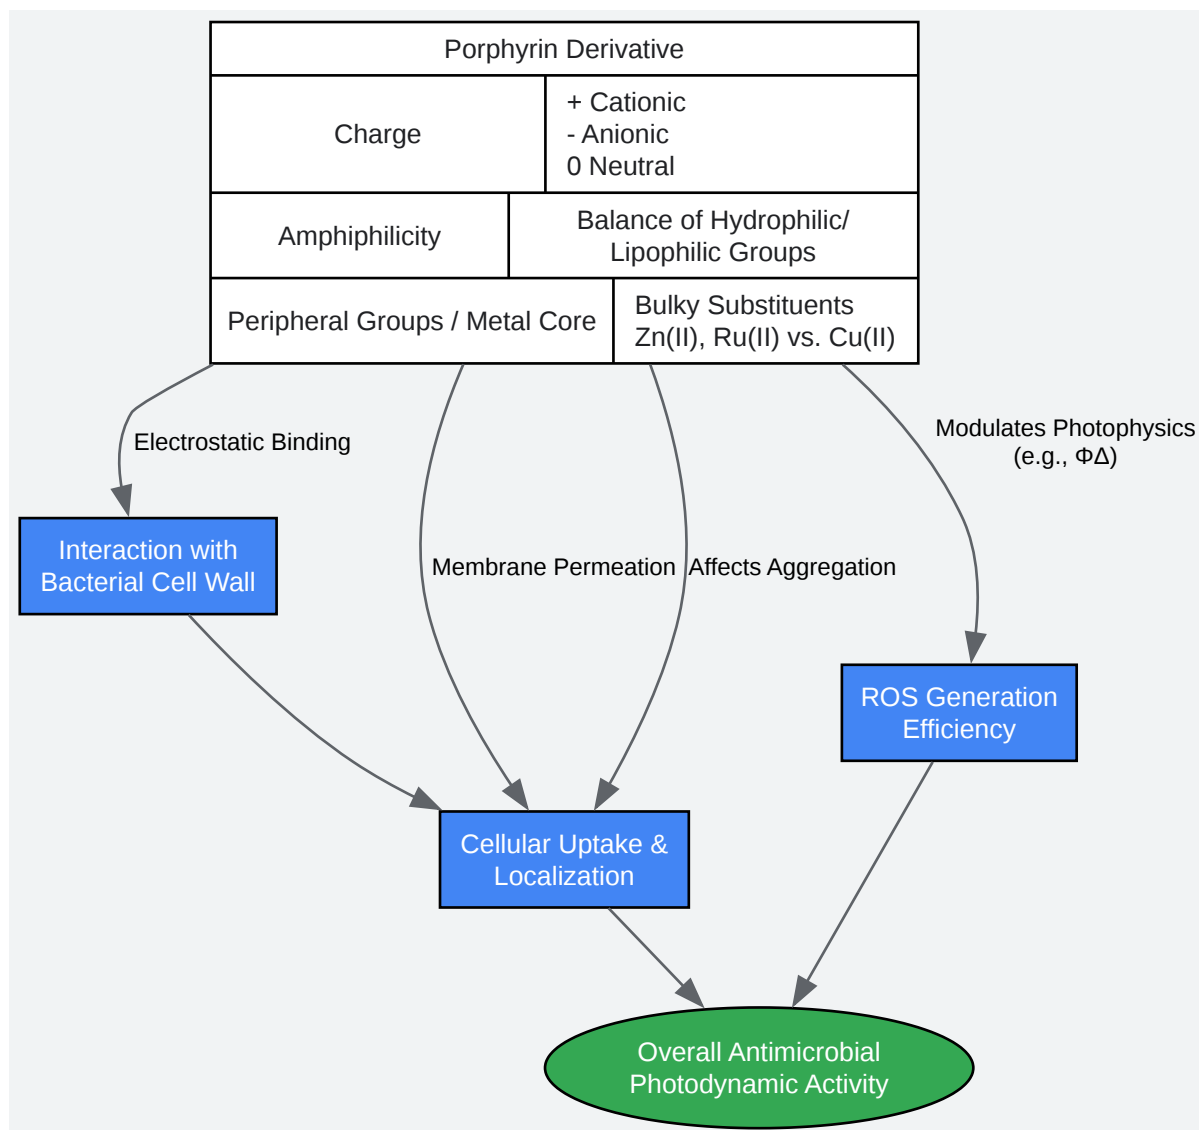 Porphyrin Derivative
Charge
+ Cationic
- Anionic
0 Neutral
Amphiphilicity
Balance of Hydrophilic/
Lipophilic Groups
Peripheral Groups / Metal Core
Bulky Substituents
Zn(II), Ru(II) vs. Cu(II)
Electrostatic Binding
Modulates Photophysics
(e.g., ΦΔ)
Interaction with
Bacterial Cell Wall
Membrane Permeation
Affects Aggregation
ROS Generation
Efficiency
Cellular Uptake &
Localization
Overall Antimicrobial
Photodynamic Activity